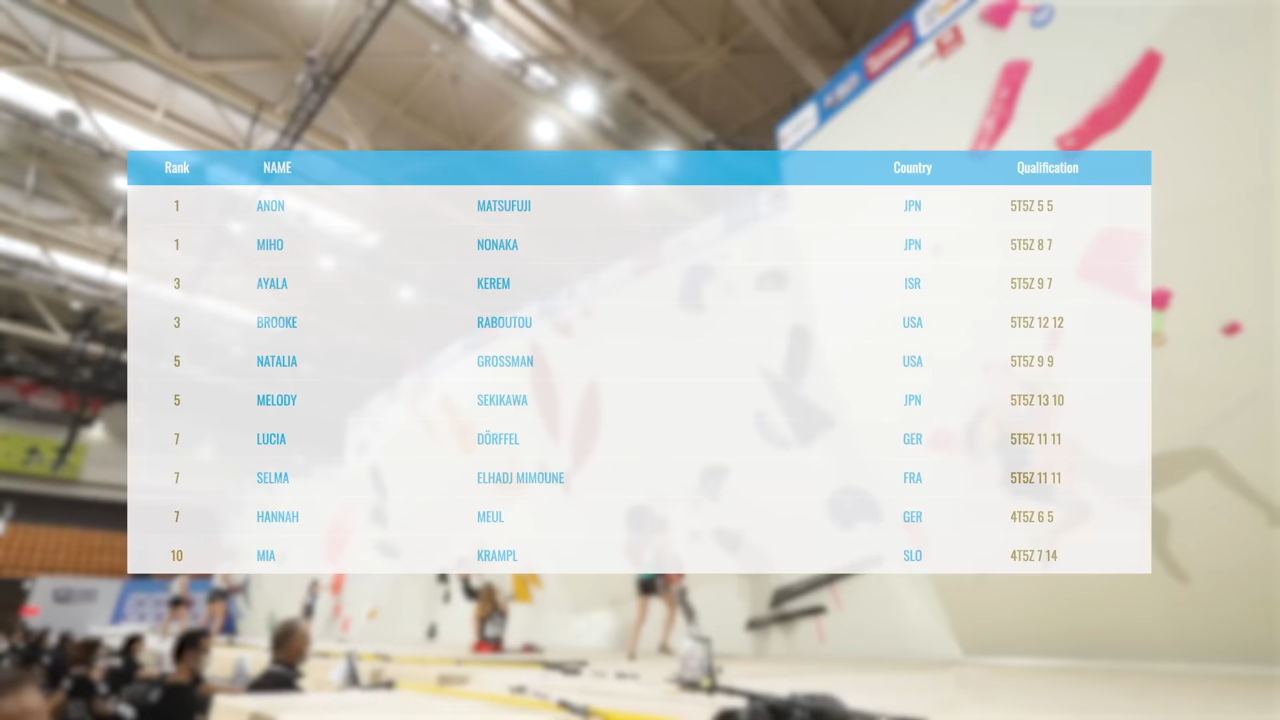 Rank NAME Country Qualification
1 ANON MATSUFUJI JPN 5T5Z 5 5
1 MIHO NONAKA JPN 5T5Z 8 7
3 AYALA KEREM ISR 5T5Z 9 7
3 BROOKE RABOUTOU USA 5T5Z 12 12
5 NATALIA GROSSMAN USA 5T5Z 9 9
5 MELODY SEKIKAWA JPN 5T5Z 13 10
7 LUCIA DÖRFFEL GER 5T5Z 11 11
7 SELMA ELHADJ MIMOUNE FRA 5T5Z 11 11
7 HANNAH MEUL GER 4T5Z 6 5
10 MIA KRAMPL SLO 4T5Z 7 14